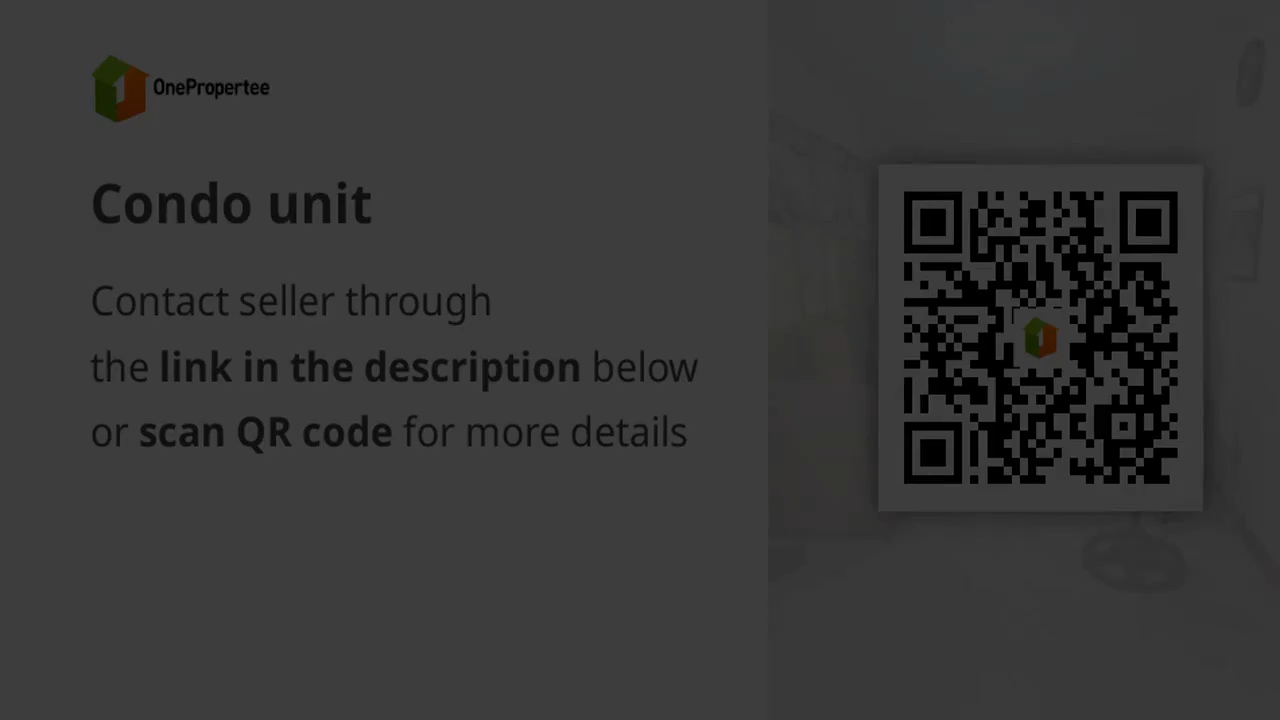 OnePropertee
Condo unit
Contact seller through
the link in the description below
or scan QR code for more details